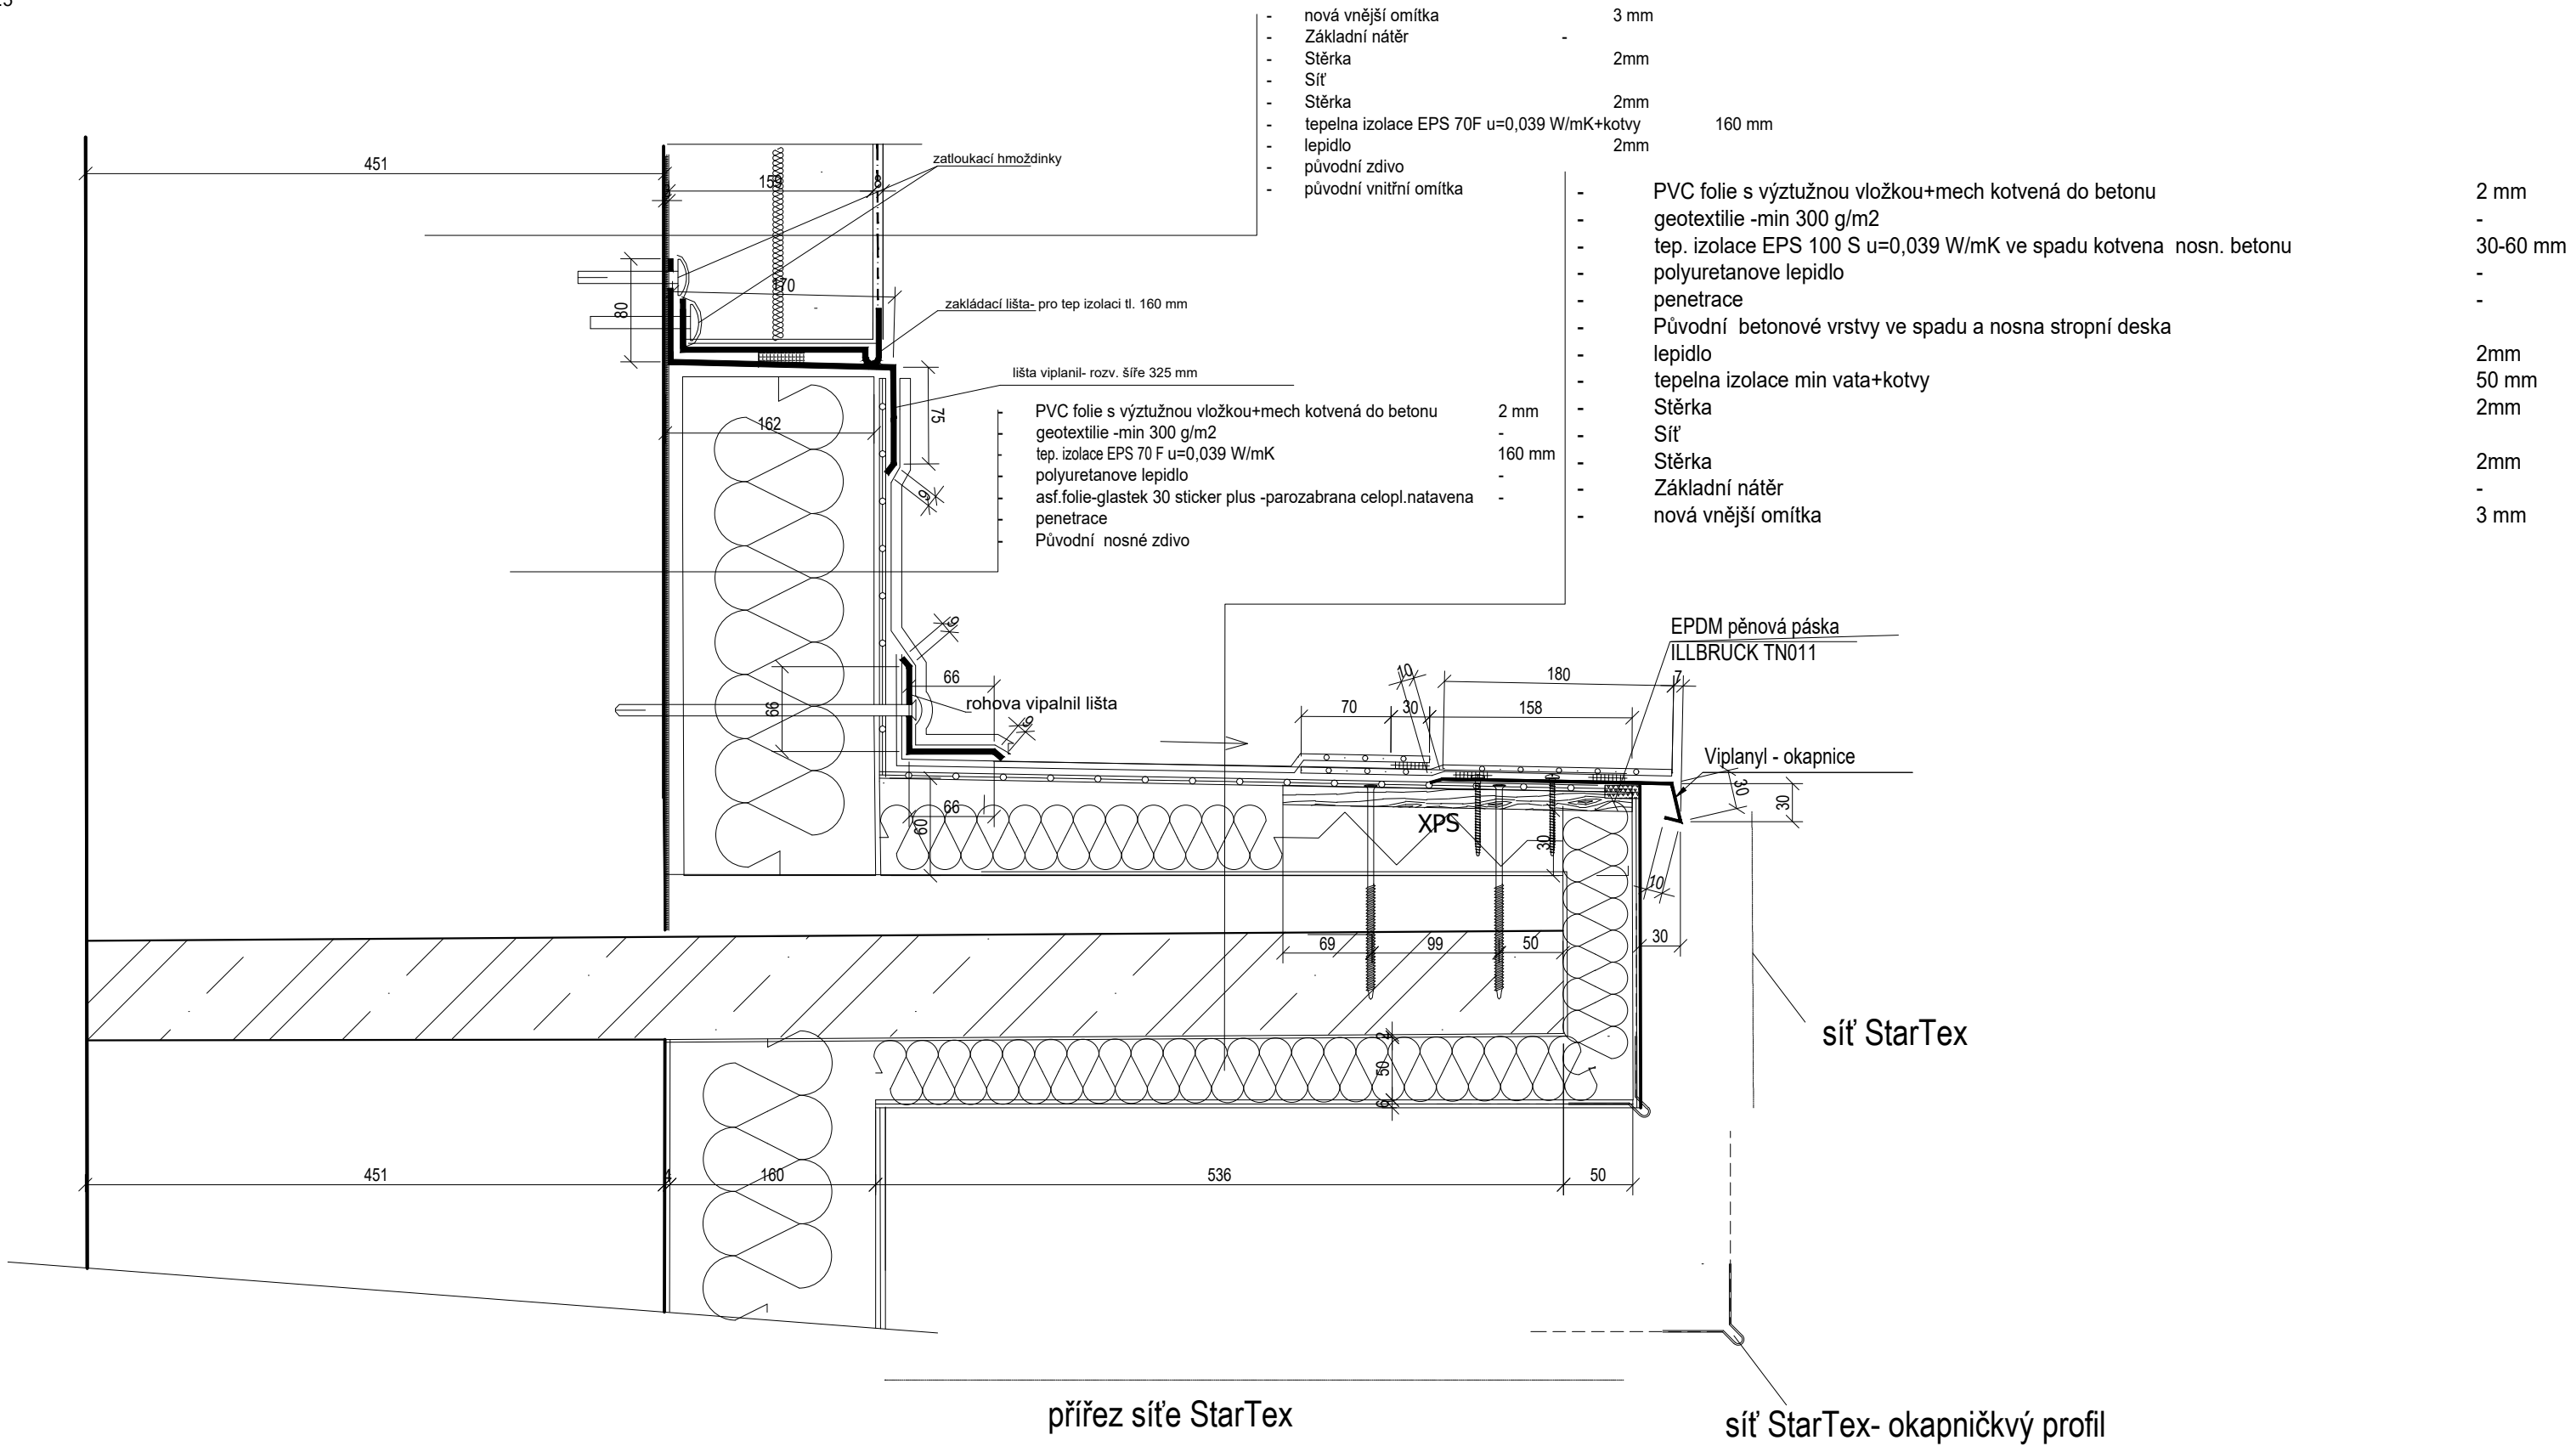 - nová vnější omítka 3 mm
- Základní nátěr -
- Stěrka 2mm
- Síť
- Stěrka 2mm
- tepelna izolace EPS 70F u=0,039 W/mK+kotvy 160 mm
- lepidlo 2mm
- původní zdivo
- původní vnitřní omítka
- PVC folie s výztužnou vložkou+mech kotvená do betonu 2 mm
- geotextilie -min 300 g/m2 -
- tep. izolace EPS 100 S u=0,039 W/mK ve spadu kotvena nosn. betonu 30-60 mm
- polyuretanove lepidlo -
- penetrace -
- Původní betonové vrstvy ve spadu a nosna stropní deska
- lepidlo 2mm
- tepelna izolace min vata+kotvy 50 mm
- Stěrka 2mm
- Síť
- Stěrka 2mm
- Základní nátěr -
- nová vnější omítka 3 mm
451
159
8
zatloukací hmoždinky
80
170
zakládací lišta- pro tep izolaci tl. 160 mm
lišta viplanil- rozv. šíře 325 mm
75
162
- PVC folie s výztužnou vložkou+mech kotvená do betonu 2 mm
- geotextilie -min 300 g/m2 -
- tep. izolace EPS 70 F u=0,039 W/mK 160 mm
- polyuretanove lepidlo -
- asf.folie-glastek 30 sticker plus -parozabrana celopl.natavena -
- penetrace
- Původní nosné zdivo
9
9
66
66
rohova vipalnil lišta
9
EPDM pěnová páska
ILLBRUCK TN011
10
180
7
70
30
158
Viplanyl - okapnice
30
30
66
60
XPS
30
10
69
99
50
30
síť StarTex
2
50
6
451
4
160
536
50
přířez síťe StarTex
síť StarTex- okapničkvý profil